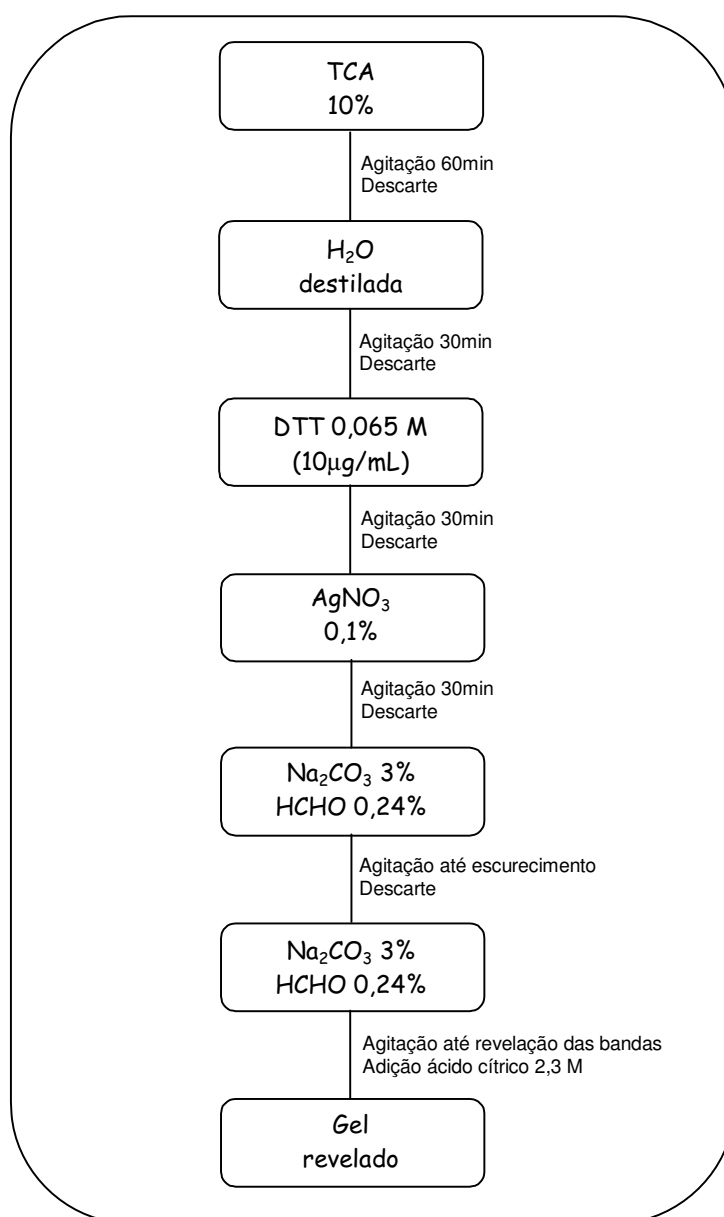 TCA
10%
Agitação 60min
Descarte
H₂O
destilada
Agitação 30min
Descarte
DTT 0,065 M
(10μg/mL)
Agitação 30min
Descarte
AgNO₃
0,1%
Agitação 30min
Descarte
Na₂CO₃ 3%
HCHO 0,24%
Agitação até escurecimento
Descarte
Na₂CO₃ 3%
HCHO 0,24%
Agitação até revelação das bandas
Adição ácido cítrico 2,3 M
Gel
revelado